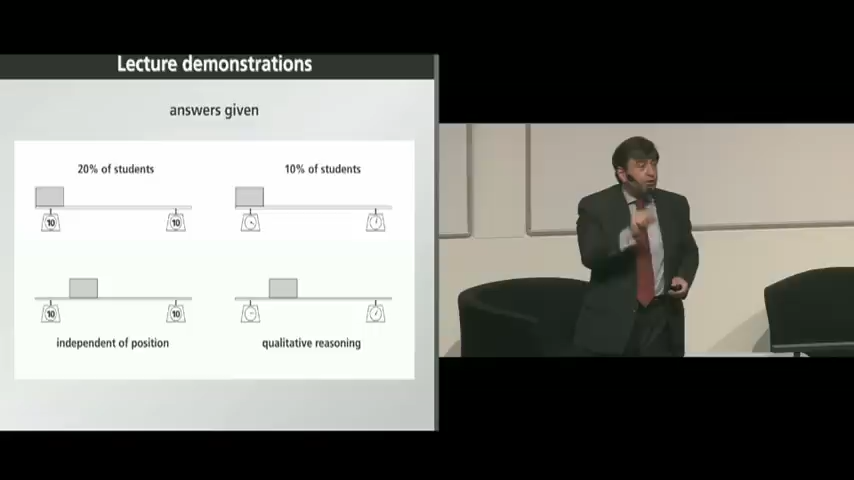 Lecture demonstrations
answers given
20% of students
10% of students
10
10
10
10
independent of position
qualitative reasoning